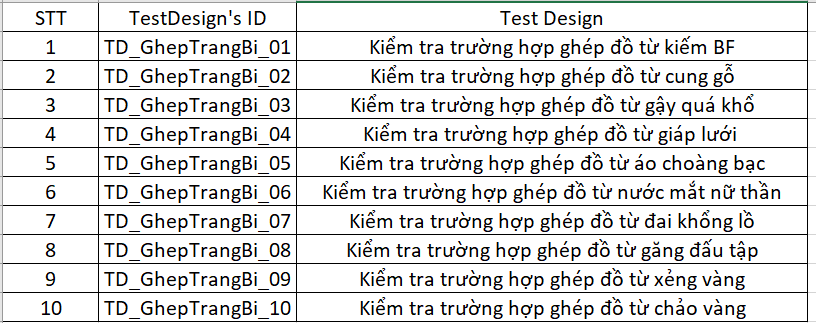 STT TestDesign's ID Test Design
1 TD_GhepTrangBi_01 Kiểm tra trường hợp ghép đồ từ kiếm BF
2 TD_GhepTrangBi_02 Kiểm tra trường hợp ghép đồ từ cung gỗ
3 TD_GhepTrangBi_03 Kiểm tra trường hợp ghép đồ từ gậy quá khổ
4 TD_GhepTrangBi_04 Kiểm tra trường hợp ghép đồ từ giáp lưới
5 TD_GhepTrangBi_05 Kiểm tra trường hợp ghép đồ từ áo choàng bạc
6 TD_GhepTrangBi_06 Kiểm tra trường hợp ghép đồ từ nước mắt nữ thần
7 TD_GhepTrangBi_07 Kiểm tra trường hợp ghép đồ từ đai khổng lồ
8 TD_GhepTrangBi_08 Kiểm tra trường hợp ghép đồ từ găng đấu tập
9 TD_GhepTrangBi_09 Kiểm tra trường hợp ghép đồ từ xẻng vàng
10 TD_GhepTrangBi_10 Kiểm tra trường hợp ghép đồ từ chảo vàng